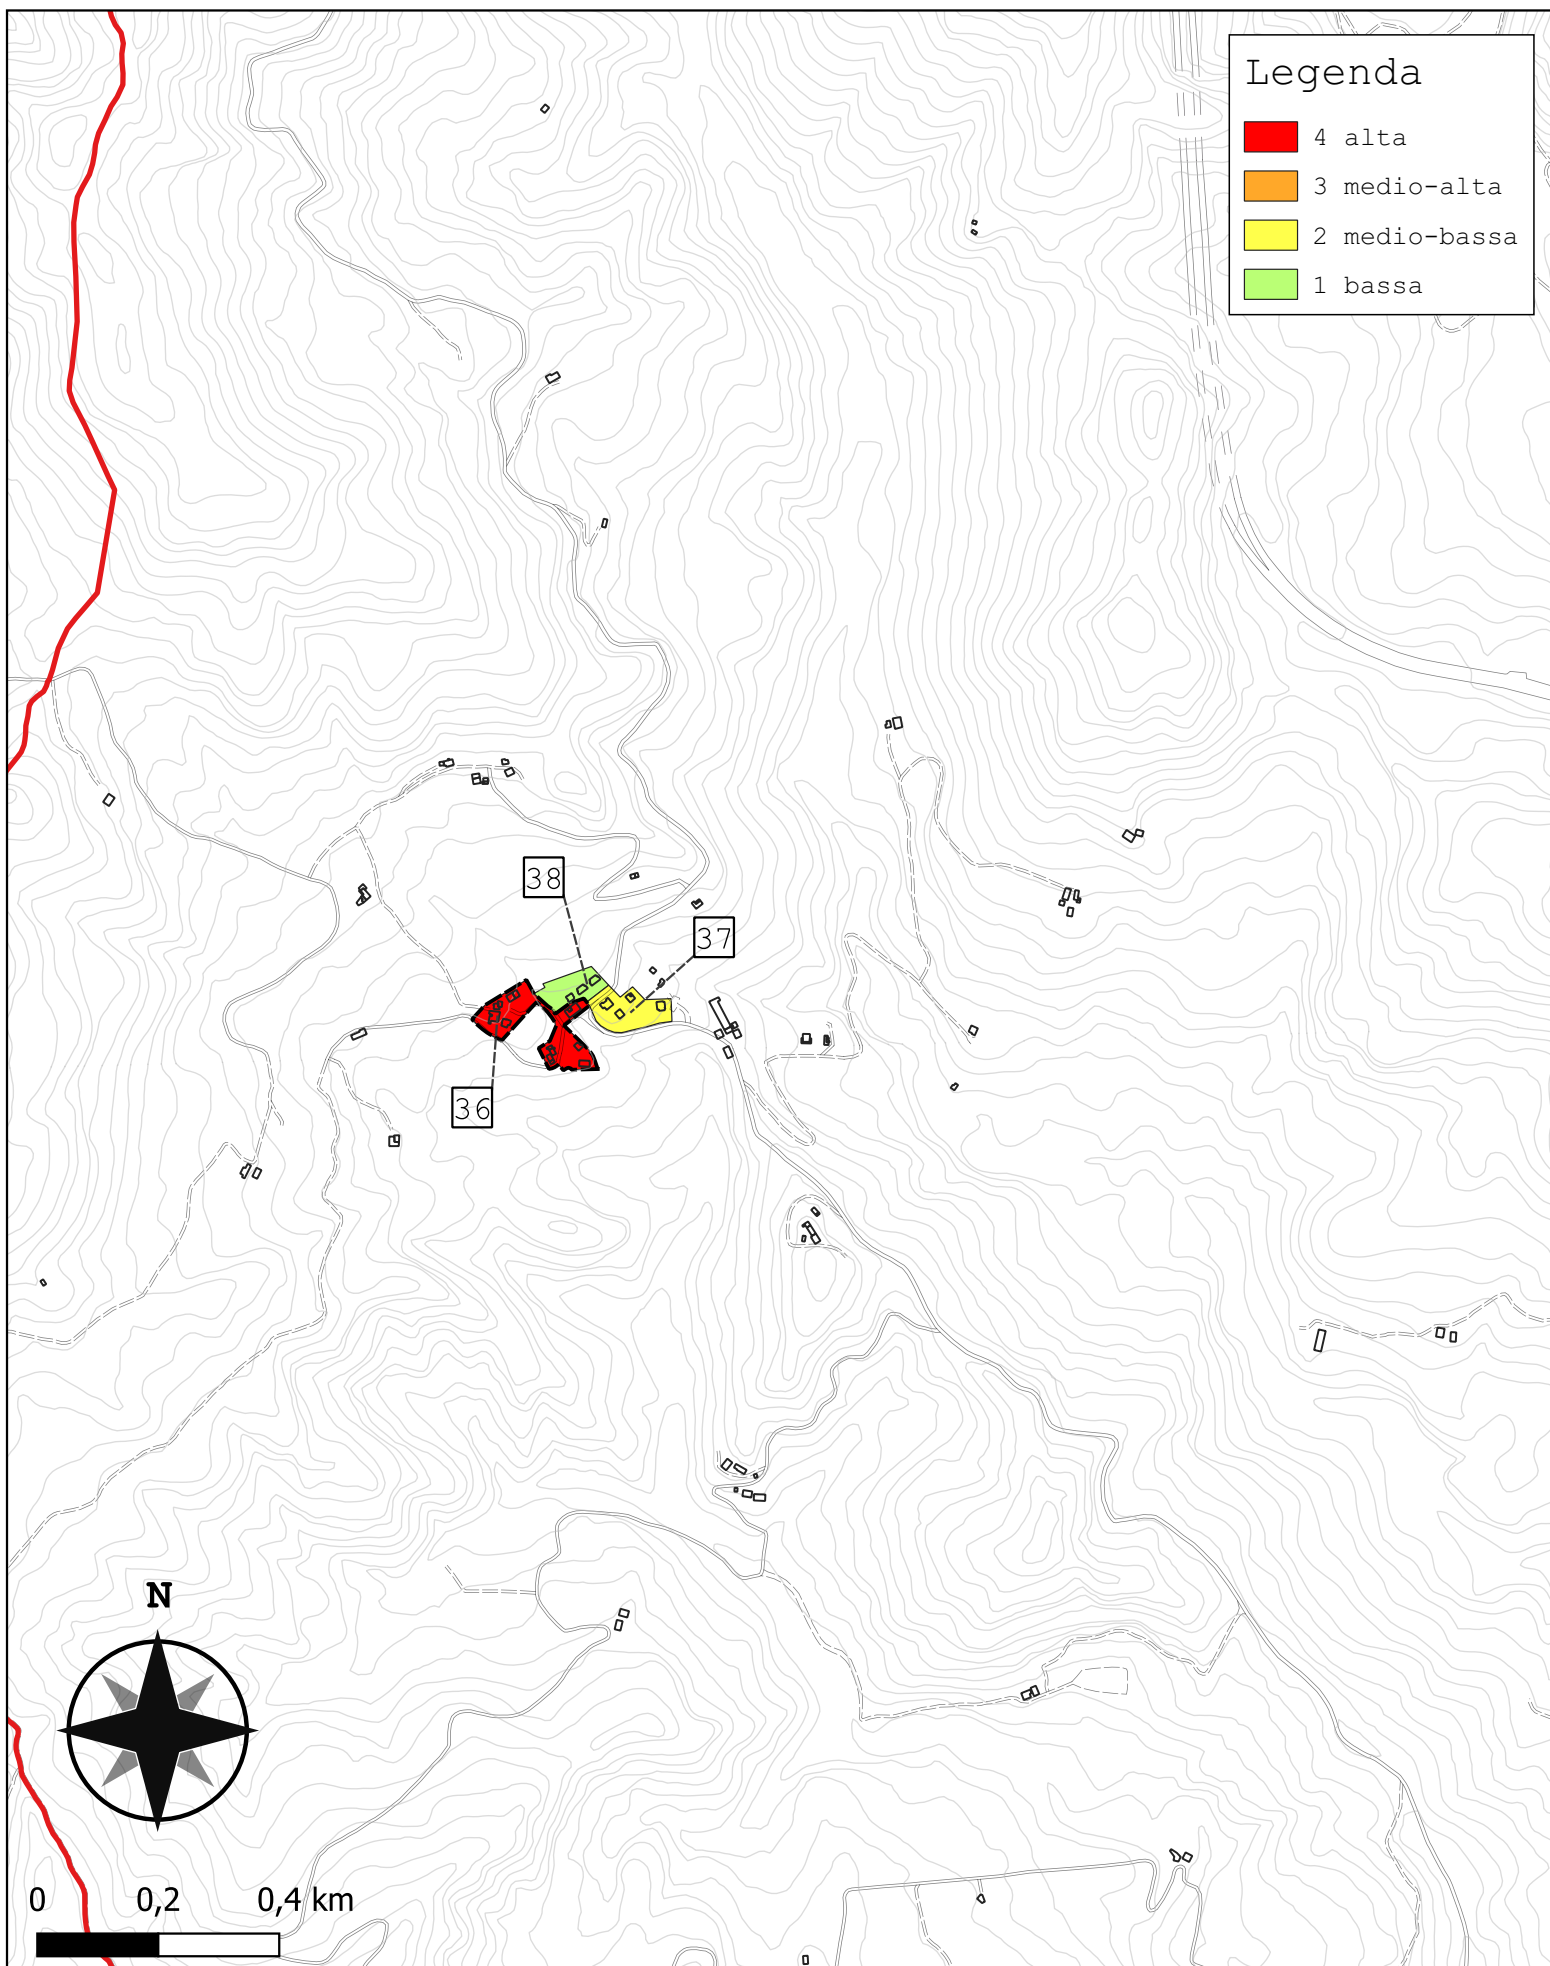 Legenda
4 alta
3 medio-alta
2 medio-bassa
1 bassa
38
37
36
N
0 0,2 0,4 km